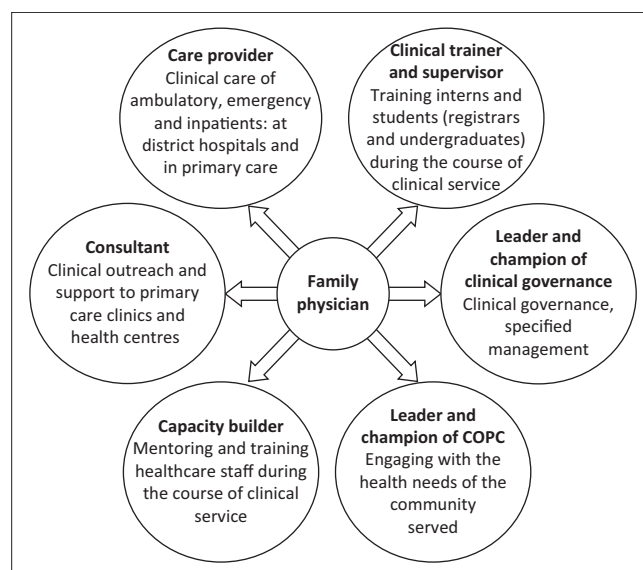 Care provider
Clinical care of
ambulatory, emergency
and inpatients: at
district hospitals and
in primary care
Clinical trainer
and supervisor
Training interns and
students (registrars
and undergraduates)
during the course of
clinical service
Consultant
Clinical outreach and
support to primary
care clinics and
health centres
Family
physician
Leader and
champion of
clinical governance
Clinical governance,
specified
management
Capacity builder
Mentoring and training
healthcare staff during
the course of clinical
service
Leader and
champion of COPC
Engaging with the
health needs of the
community
served